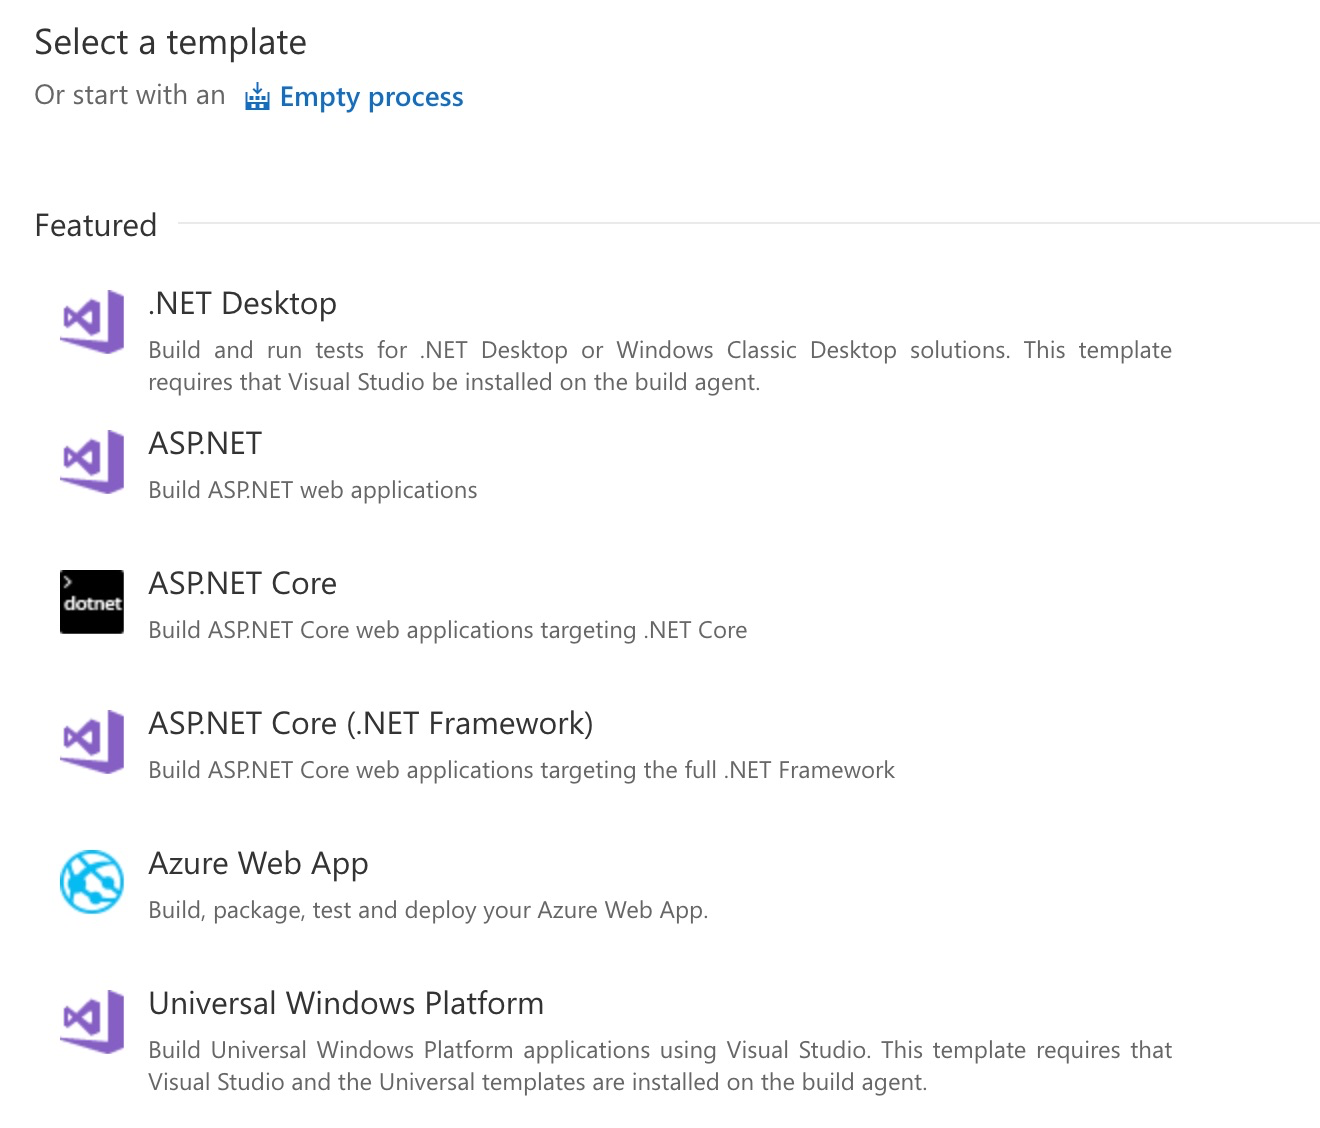 Select a template
Or start with an Empty process
Featured
.NET Desktop
Build and run tests for .NET Desktop or Windows Classic Desktop solutions. This template
requires that Visual Studio be installed on the build agent.
ASP.NET
Build ASP.NET web applications
>
dotnet
ASP.NET Core
Build ASP.NET Core web applications targeting .NET Core
ASP.NET Core (.NET Framework)
Build ASP.NET Core web applications targeting the full .NET Framework
Azure Web App
Build, package, test and deploy your Azure Web App.
Universal Windows Platform
Build Universal Windows Platform applications using Visual Studio. This template requires that
Visual Studio and the Universal templates are installed on the build agent.